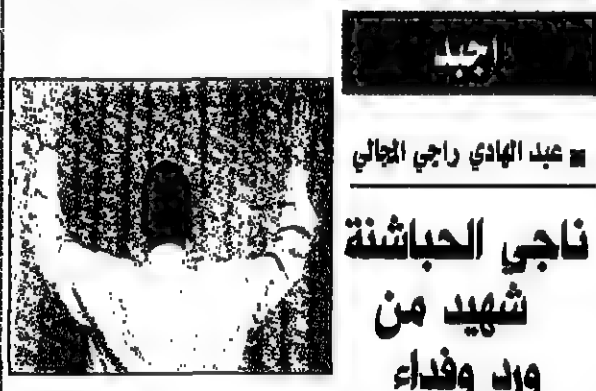 عبد الهادي راجي المجالي
ناجي الحباشنة
شهيد من
ورد وفداء